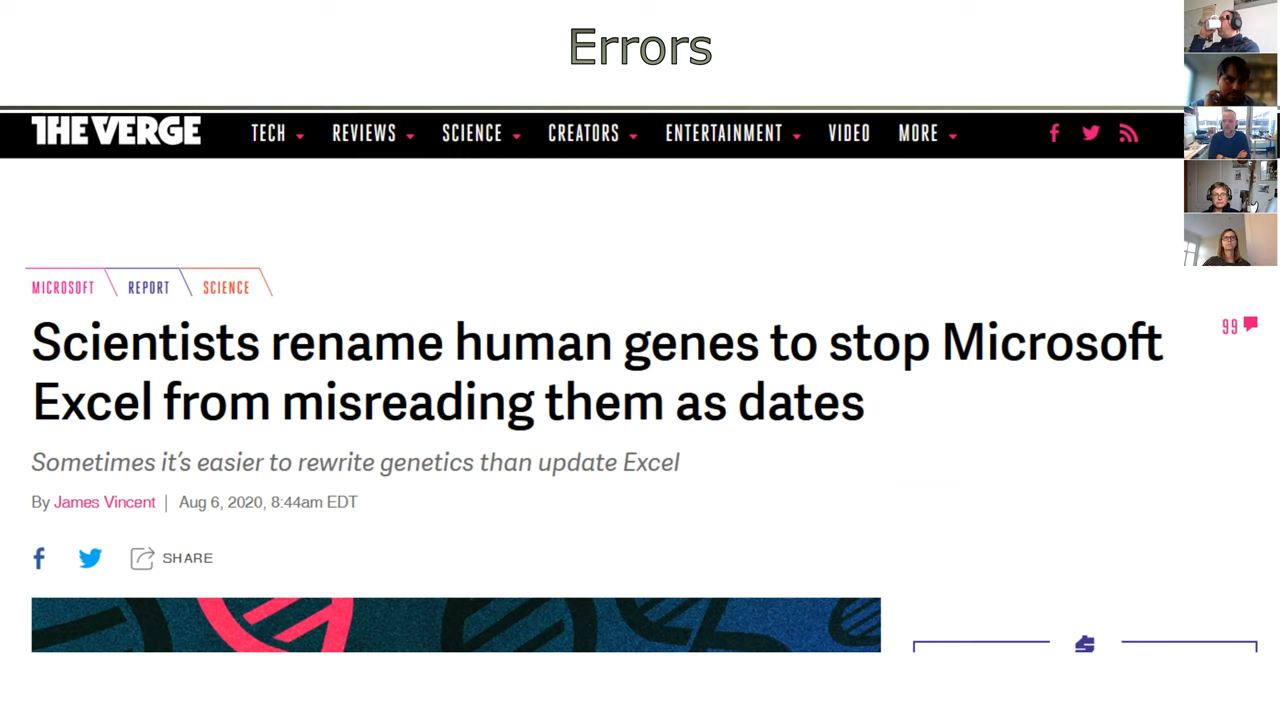 Errors
THE VERGE TECH REVIEWS SCIENCE CREATORS ENTERTAINMENT VIDEO MORE
MICROSOFT REPORT SCIENCE
Scientists rename human genes to stop Microsoft
99
Excel from misreading them as dates
Sometimes it's easier to rewrite genetics than update Excel
By James Vincent | Aug 6, 2020, 8:44am EDT
SHARE